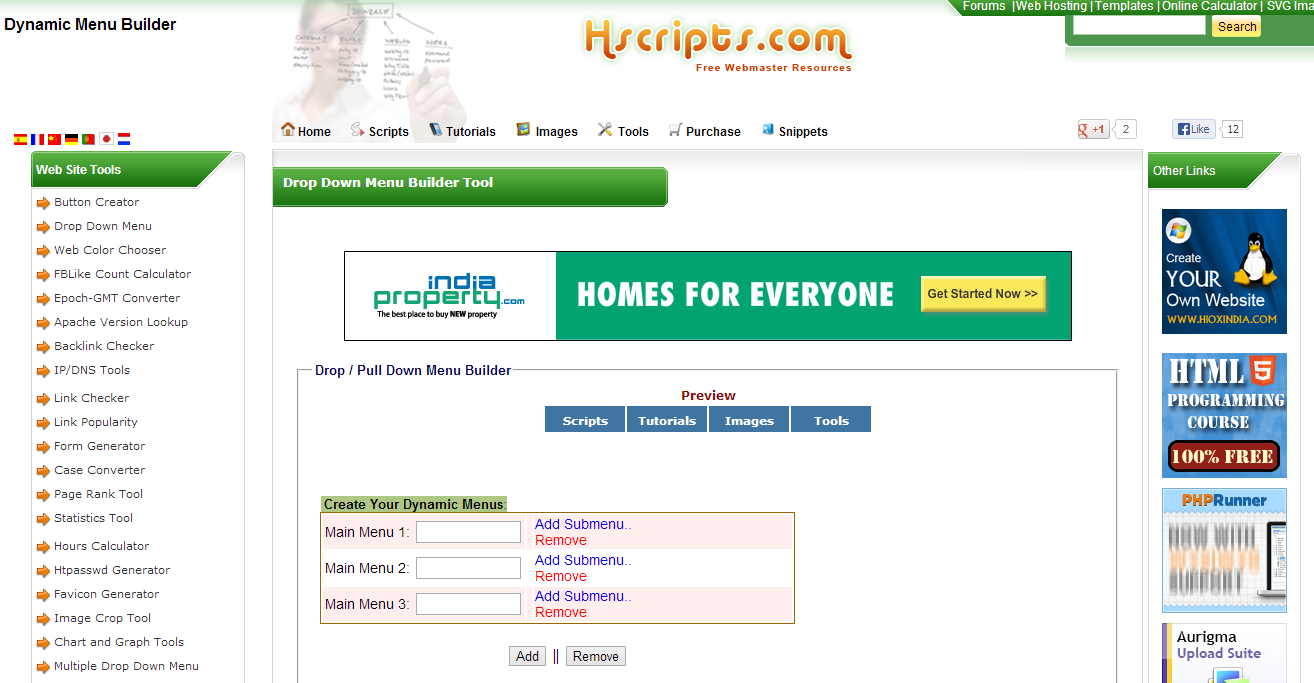 Dynamic Menu Builder
Hscripts.com
Free Webmaster Resources
Forums |Web Hosting|Templates|Online Calculator| SVG Ima
Search
Home Scripts Tutorials Images Tools Purchase Snippets
+1 2
Like 12
Web Site Tools
Button Creator
Drop Down Menu
Web Color Chooser
FBLike Count Calculator
Epoch-GMT Converter
Apache Version Lookup
Backlink Checker
IP/DNS Tools
Link Checker
Link Popularity
Form Generator
Case Converter
Page Rank Tool
Statistics Tool
Hours Calculator
Htpasswd Generator
Favicon Generator
Image Crop Tool
Chart and Graph Tools
Multiple Drop Down Menu
Drop Down Menu Builder Tool
india
property.com
The best place to buy NEW property
HOMES FOR EVERYONE
Get Started Now >>
Drop / Pull Down Menu Builder
Preview
Scripts Tutorials Images Tools
Create Your Dynamic Menus:
Main Menu 1: Add Submenu..
Remove
Main Menu 2: Add Submenu..
Remove
Main Menu 3: Add Submenu..
Remove
Add || Remove
Other Links
Create
YOUR
Own Website
WWW.HIOXINDIA.COM
HTML 5
PROGRAMMING
COURSE
100% FREE
PHPRunner
NOW WITH
SUPPORT
Aurigma
Upload Suite